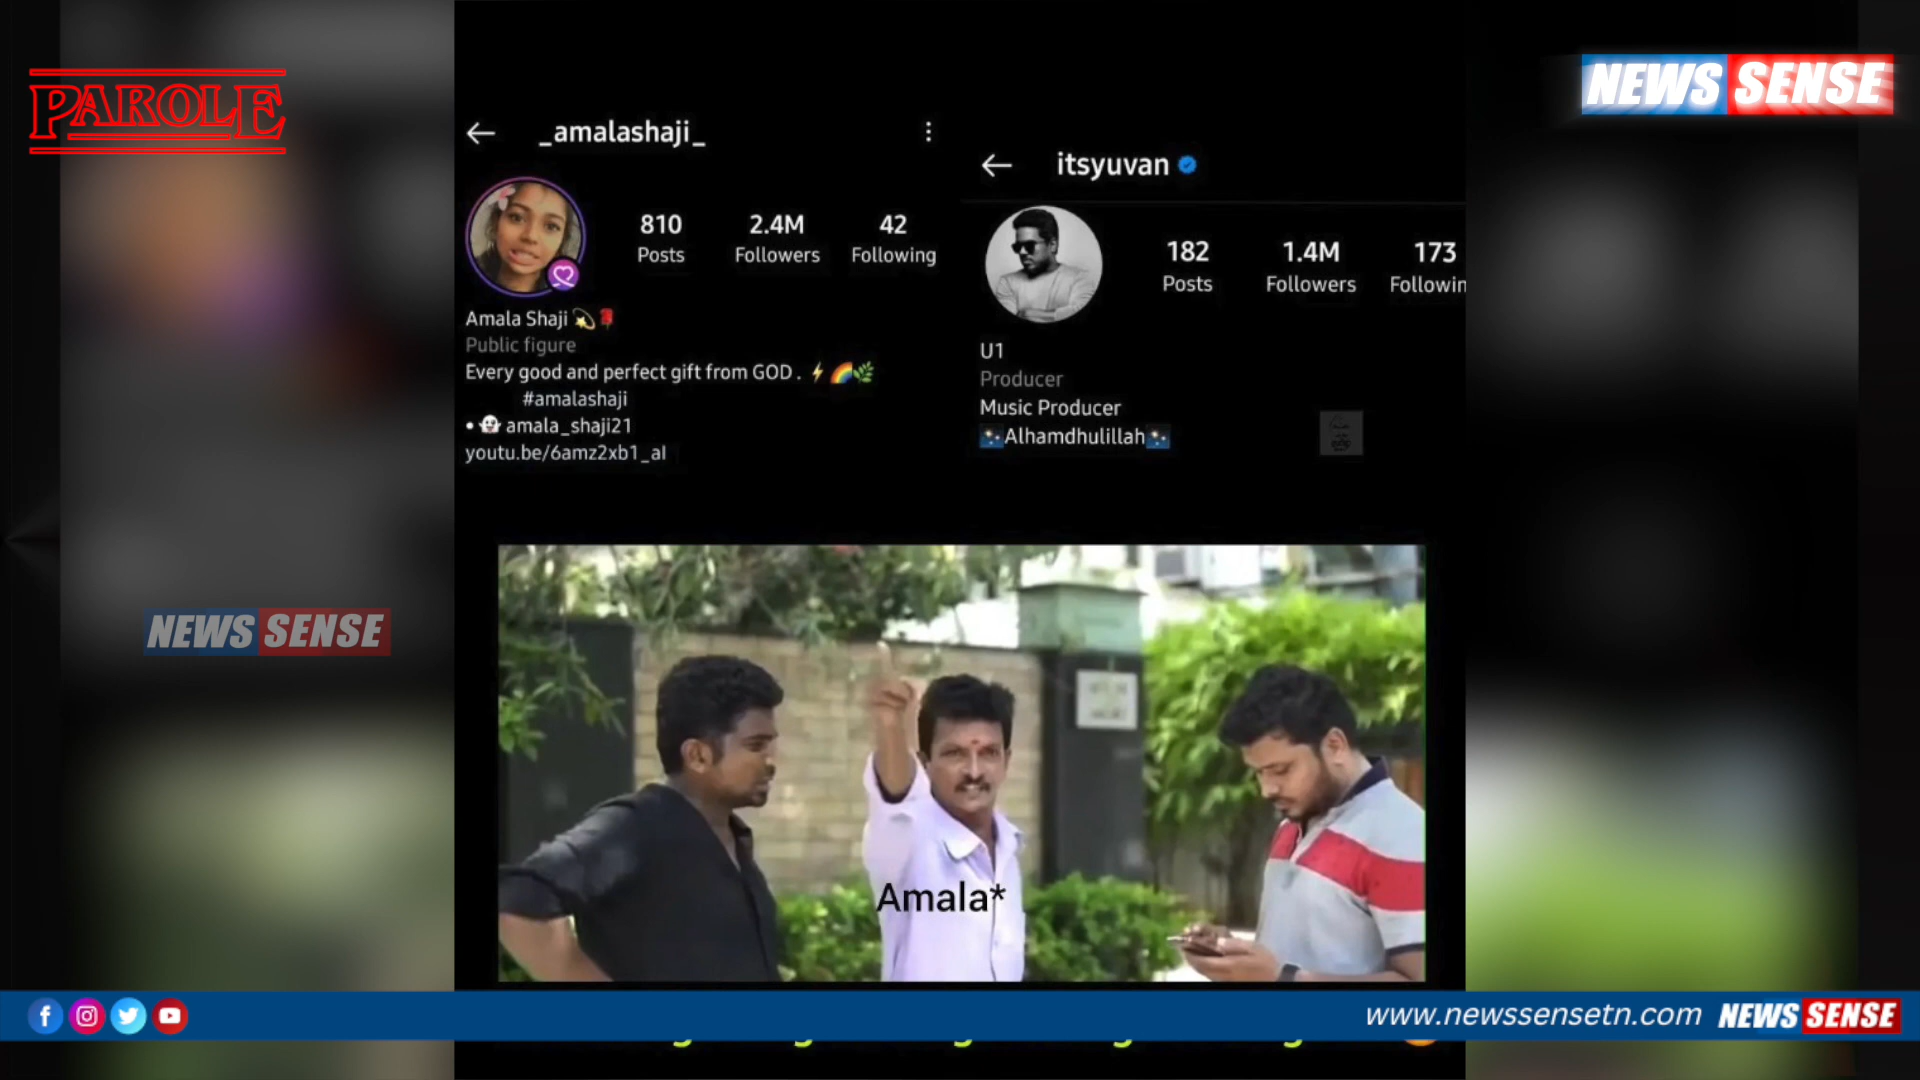 PAROLE
NEWS SENSE
_amalashaji_
810
Posts
2.4M
Followers
42
Following
Amala Shaji 💫🌹
Public figure
Every good and perfect gift from GOD . ⚡🌈🌿
#amalashaji
• 👻 amala_shaji21
youtu.be/6amz2xb1_aI
itsyuvan
182
Posts
1.4M
Followers
173
Followin
U1
Producer
Music Producer
🌌Alhamdhulillah🌌
NEWS SENSE
Amala*
www.newssensetn.com NEWS SENSE